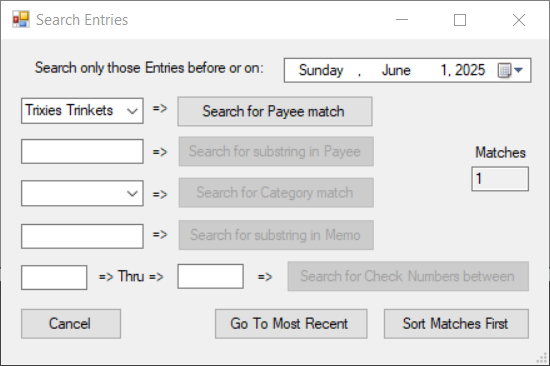 Search Entries
Search only those Entries before or on: Sunday , June 1, 2025
Trixies Trinkets => Search for Payee match
=> Search for substring in Payee
Matches
=> Search for Category match
1
=> Search for substring in Memo
=> Thru => => Search for Check Numbers between
Cancel Go To Most Recent Sort Matches First